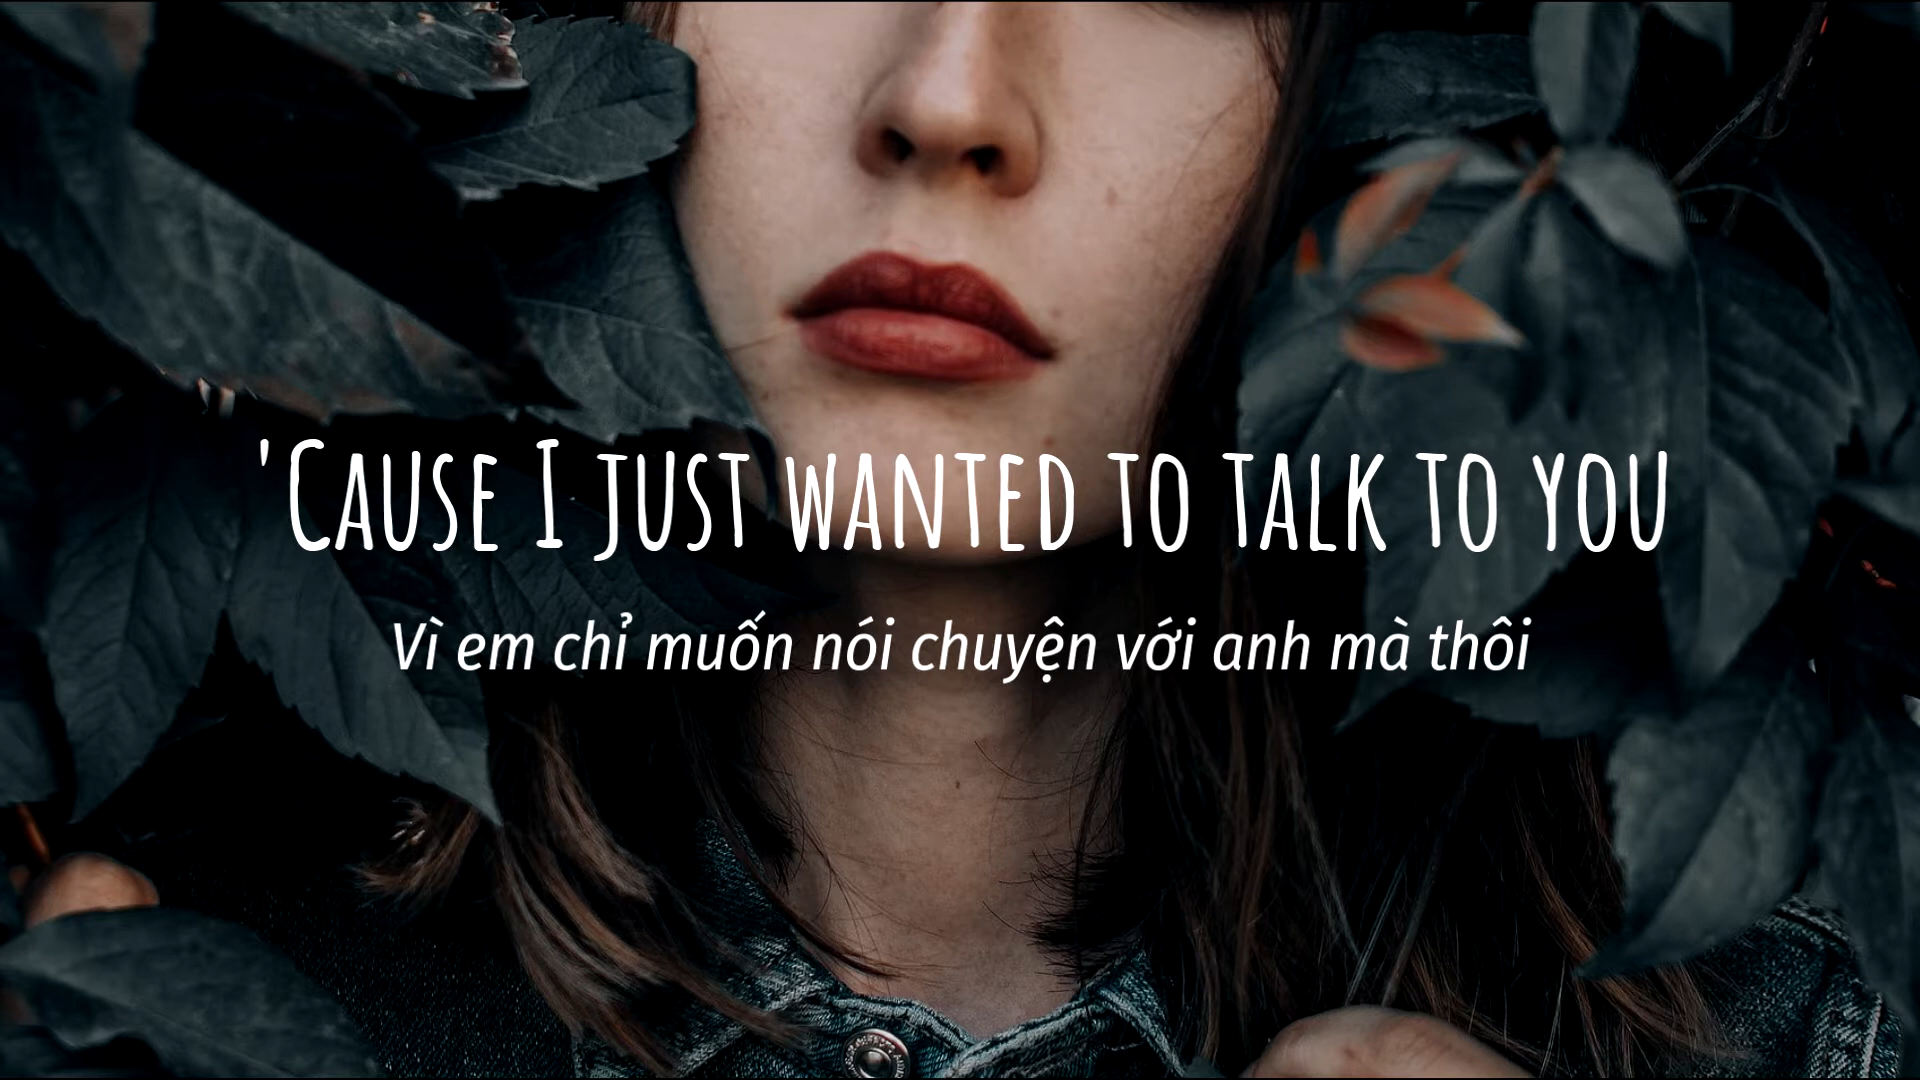 'Cause I just wanted to talk to you
Vì em chỉ muốn nói chuyện với anh mà thôi